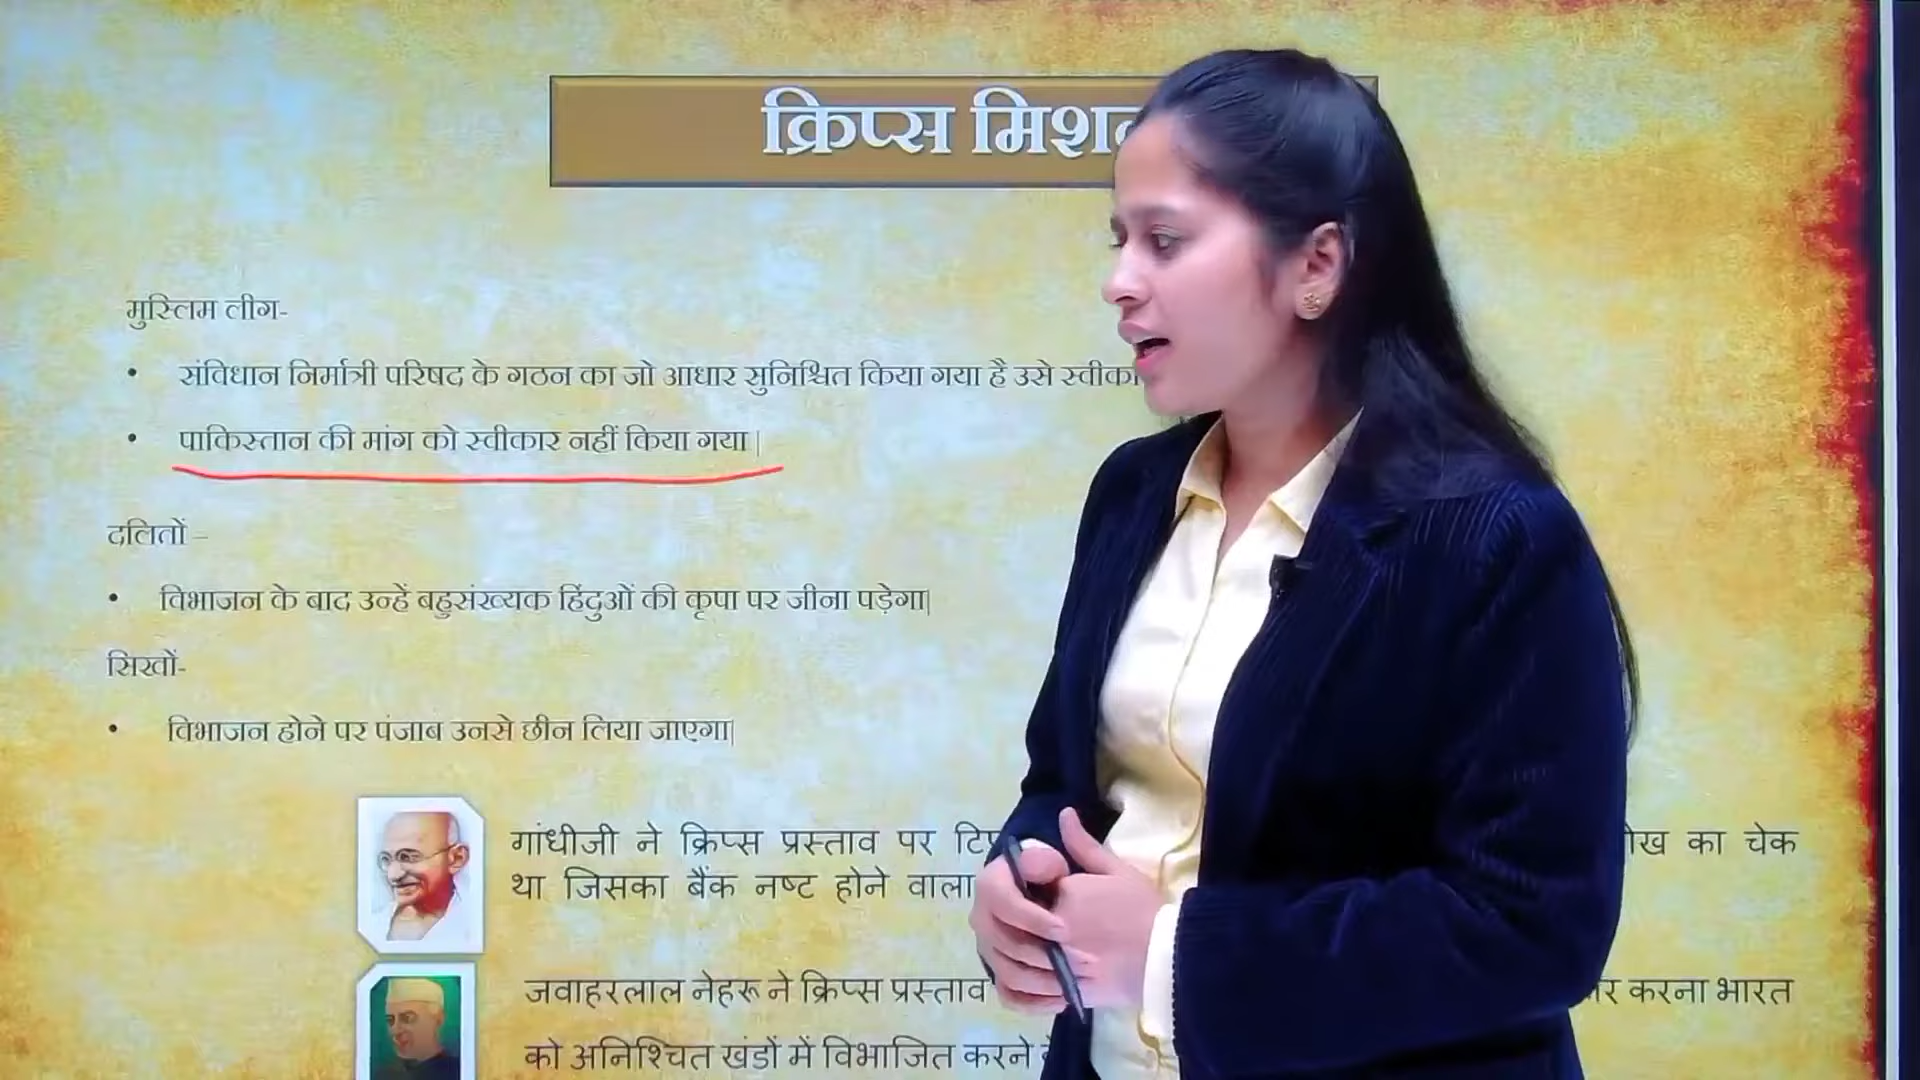 क्रिप्स
मुस्लिम लीग-
• संविधान निर्मात्री परिषद के गठन का जो आधार सुनिश्चित किया गया है उसे
• पाकिस्तान की मांग को स्वीकार नहीं किया गया |
दलितों –
• विभाजन के बाद उन्हें बहुसंख्यक हिंदुओं की कृपा पर जीना पड़ेगा|
सिखों-
• विभाजन होने पर पंजाब उनसे छीन लिया जाएगा|
गांधीजी ने क्रिप्स प्रस्ताव पर का चेक
था जिसका बैंक नष्ट होने वाला
जवाहरलाल नेहरू ने क्रिप्स प्रस्ताव करना भारत
को अनिश्चित खंडों में विभाजित करने